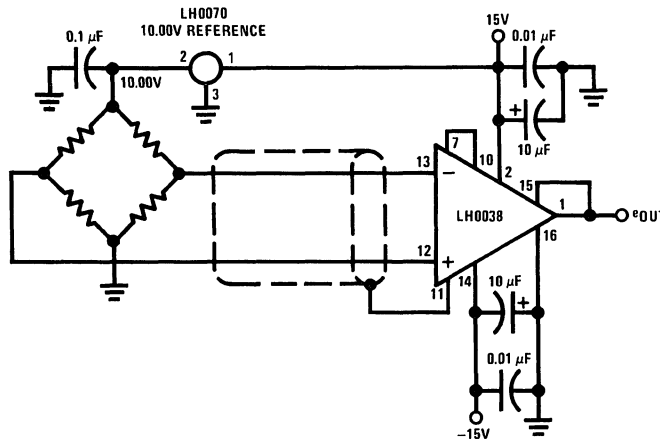 LH0070
10.00V REFERENCE
0.1 μF
2
1
3
10.00V
15V
0.01 μF
+
10 μF
7
10
2
13
−
15
LH0038
1
eOUT
16
12
+
11
14
10 μF
+
0.01 μF
−15V